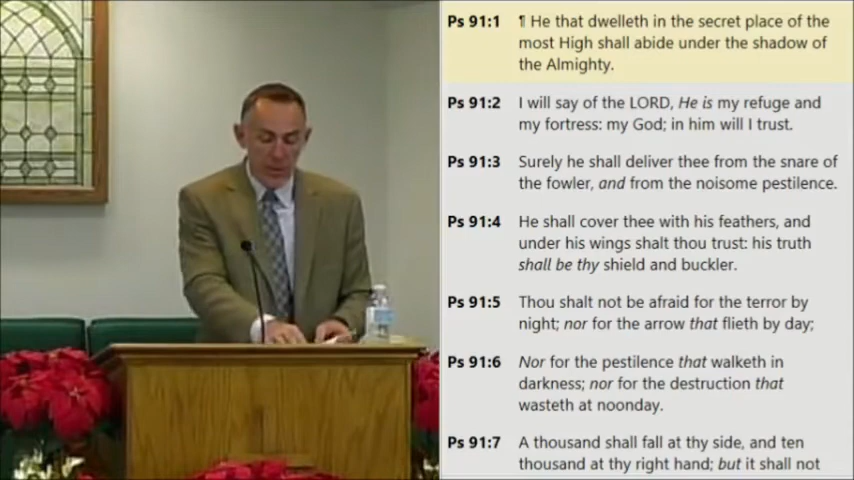 Ps 91:1 ¶ He that dwelleth in the secret place of the
most High shall abide under the shadow of
the Almighty.
Ps 91:2 I will say of the LORD, He is my refuge and
my fortress: my God; in him will I trust.
Ps 91:3 Surely he shall deliver thee from the snare of
the fowler, and from the noisome pestilence.
Ps 91:4 He shall cover thee with his feathers, and
under his wings shalt thou trust: his truth
shall be thy shield and buckler.
Ps 91:5 Thou shalt not be afraid for the terror by
night; nor for the arrow that flieth by day;
Ps 91:6 Nor for the pestilence that walketh in
darkness; nor for the destruction that
wasteth at noonday.
Ps 91:7 A thousand shall fall at thy side, and ten
thousand at thy right hand; but it shall not